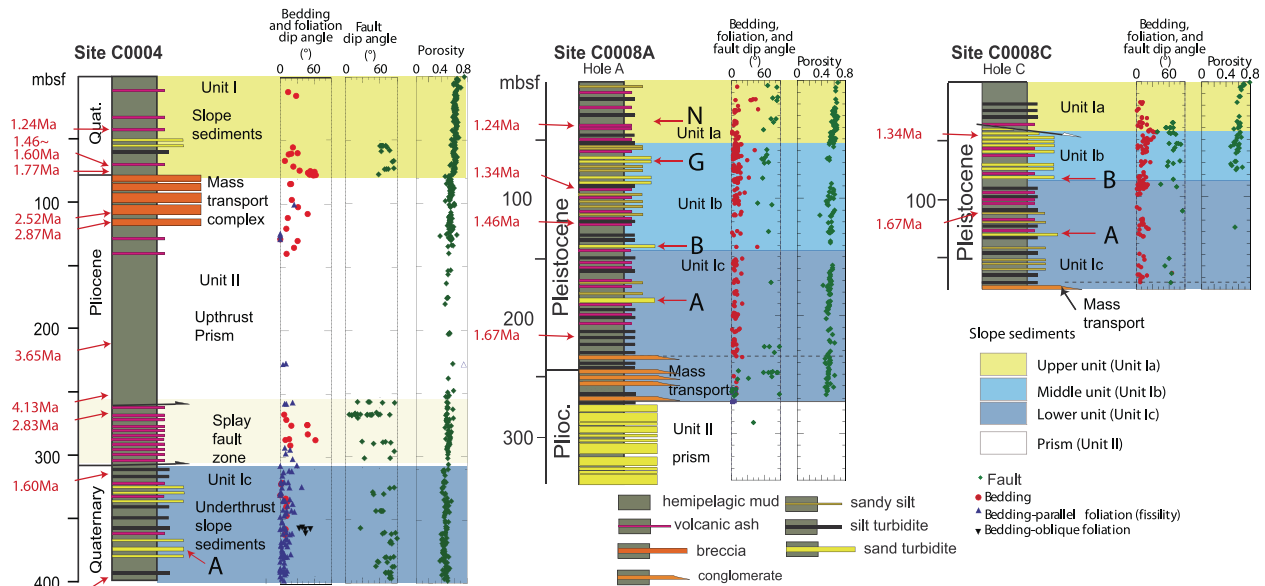 Site C0004
mbsf
Bedding
and foliation
dip angle
(°)
0 60
Fault
dip angle
(°)
0 60
Porosity
0 0.4 0.8
Quat.
Pliocene
Quaternary
1.24Ma
1.46~
1.60Ma
1.77Ma
100
2.52Ma
2.87Ma
200
3.65Ma
4.13Ma
2.83Ma
300
1.60Ma
400
Unit I
Slope
sediments
Mass
transport
complex
Unit II
Upthrust
Prism
Splay
fault
zone
Unit Ic
Underthrust
slope
sediments
A
Site C0008A
Hole A
mbsf
Bedding,
foliation, and
fault dip angle
(°)
0 60
Porosity
0 0.4 0.8
Pleistocene
Plioc.
1.24Ma
1.34Ma
100
1.46Ma
200
1.67Ma
300
N
Unit Ia
G
Unit Ib
B
Unit Ic
A
Mass
transports
Unit II
prism
Site C0008C
Hole C
Bedding,
foliation, and
fault dip angle
(°)
0 60
Porosity
0 0.4 0.8
Pleistocene
1.34Ma
100
1.67Ma
Unit Ia
Unit Ib
B
A
Unit Ic
Mass
transport
Slope sediments
Upper unit (Unit Ia)
Middle unit (Unit Ib)
Lower unit (Unit Ic)
Prism (Unit II)
Fault
Bedding
Bedding-parallel foliation (fissility)
Bedding-oblique foliation
hemipelagic mud
volcanic ash
breccia
conglomerate
sandy silt
silt turbidite
sand turbidite